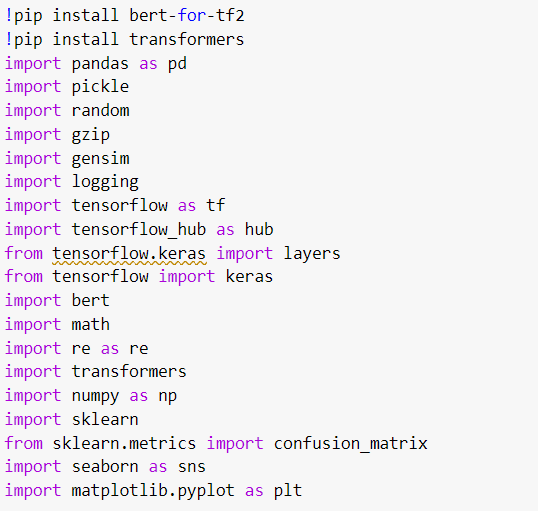 !pip install bert-for-tf2
!pip install transformers
import pandas as pd
import pickle
import random
import gzip
import gensim
import logging
import tensorflow as tf
import tensorflow_hub as hub
from tensorflow.keras import layers
from tensorflow import keras
import bert
import math
import re as re
import transformers
import numpy as np
import sklearn
from sklearn.metrics import confusion_matrix
import seaborn as sns
import matplotlib.pyplot as plt